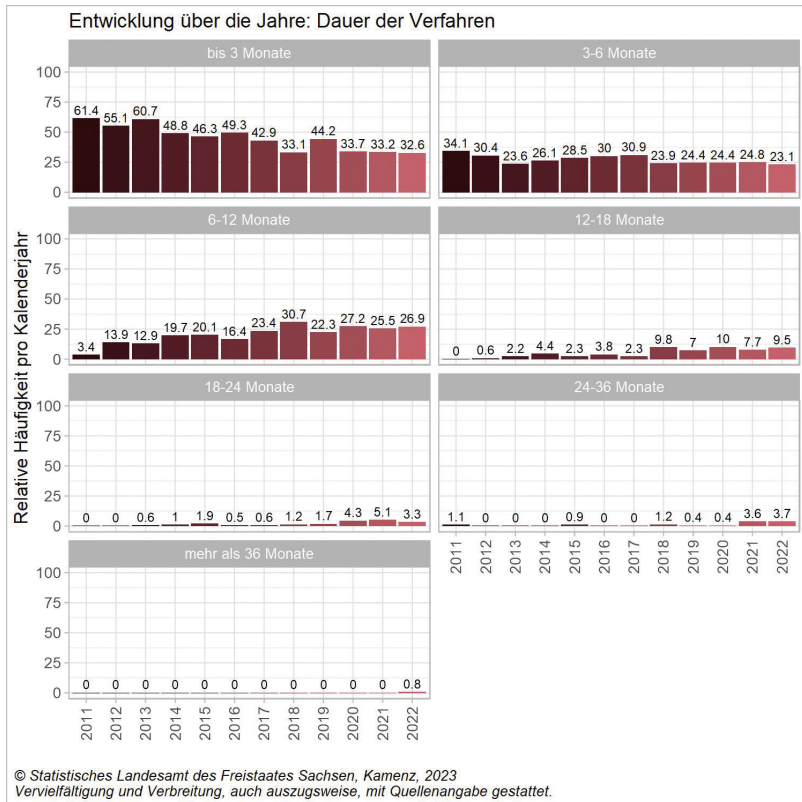 Entwicklung über die Jahre: Dauer der Verfahren
Relative Häufigkeit pro Kalenderjahr
bis 3 Monate
100
75
50
25
0
61.4 55.1 60.7 48.8 46.3 49.3 42.9 33.1 44.2 33.7 33.2 32.6
3-6 Monate
34.1 30.4 23.6 26.1 28.5 30 30.9 23.9 24.4 24.4 24.8 23.1
6-12 Monate
100
75
50
25
0
3.4 13.9 12.9 19.7 20.1 16.4 23.4 30.7 22.3 27.2 25.5 26.9
12-18 Monate
0 0.6 2.2 4.4 2.3 3.8 2.3 9.8 7 10 7.7 9.5
18-24 Monate
100
75
50
25
0
0 0 0.6 1 1.9 0.5 0.6 1.2 1.7 4.3 5.1 3.3
24-36 Monate
1.1 0 0 0 0.9 0 0 1.2 0.4 0.4 3.6 3.7
2011 2012 2013 2014 2015 2016 2017 2018 2019 2020 2021 2022
mehr als 36 Monate
100
75
50
25
0
0 0 0 0 0 0 0 0 0 0 0 0.8
2011 2012 2013 2014 2015 2016 2017 2018 2019 2020 2021 2022
© Statistisches Landesamt des Freistaates Sachsen, Kamenz, 2023
Vervielfältigung und Verbreitung, auch auszugsweise, mit Quellenangabe gestattet.